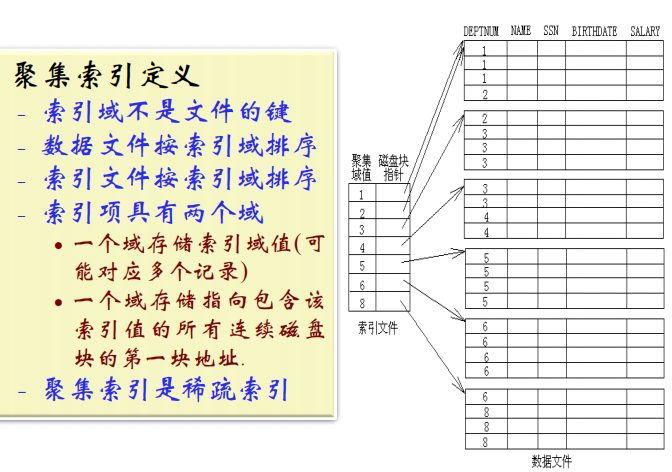 聚集索引定义
- 索引域不是文件的键
- 数据文件按索引域排序
- 索引文件按索引域排序
- 索引项具有两个域
• 一个域存储索引域值(可
能对应多个记录)
• 一个域存储指向包含该
索引值的所有连续磁盘
块的第一块地址.
- 聚集索引是稀疏索引
聚集 磁盘块
域值 指针
1
2
3
4
5
6
8
索引文件
DEPTNUM NAME SSN BIRTHDATE SALARY
1
1
1
2
2
3
3
3
3
3
4
4
5
5
5
5
6
6
6
6
6
8
8
8
数据文件